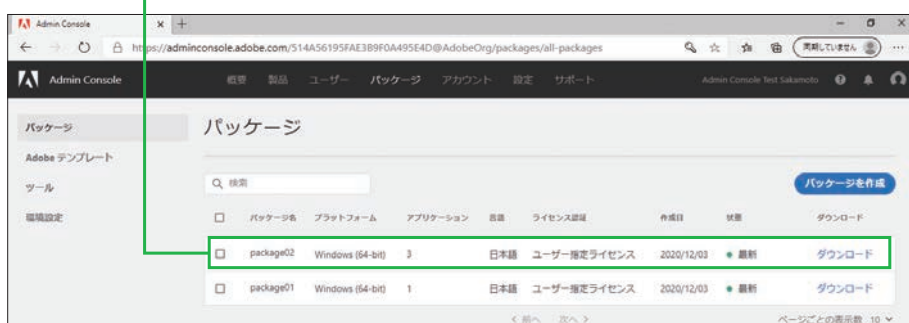 Admin Console
https://adminconsole.adobe.com/514A56195FAE3B9F0A495E4D@AdobeOrg/packages/all-packages
同期していません
Admin Console
概要 製品 ユーザー パッケージ アカウント 設定 サポート
Admin Console Test Sakamoto
パッケージ
Adobe テンプレート
ツール
環境設定
パッケージ
検索
パッケージを作成
パッケージ名 プラットフォーム アプリケーション 言語 ライセンス認証 作成日 状態 ダウンロード
package02 Windows (64-bit) 3 日本語 ユーザー指定ライセンス 2020/12/03 最新 ダウンロード
package01 Windows (64-bit) 1 日本語 ユーザー指定ライセンス 2020/12/03 最新 ダウンロード
< 前へ 次へ >
ページごとの表示数 10